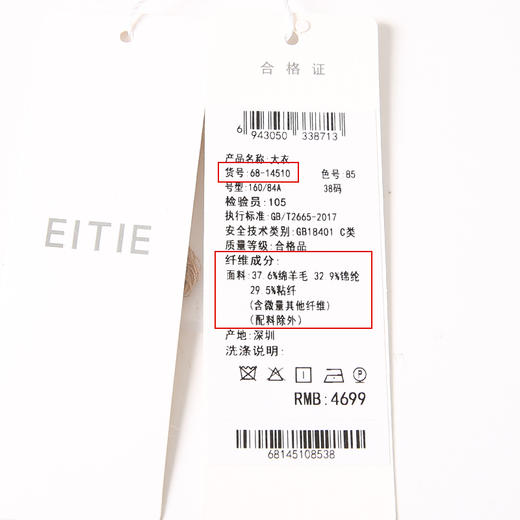 EITIE
合格证
6 943050 338713
产品名称:大衣
货号:68-14510 色号:85
号型:160/84A 38码
检验员:105
执行标准:GB/T2665-2017
安全技术类别:GB18401 C类
质量等级:合格品
纤维成分:
面料:37.6%绵羊毛 32.9%锦纶
29.5%粘纤
(含微量其他纤维)
(配料除外)
产地:深圳
洗涤说明:
RMB:4699
68145108538